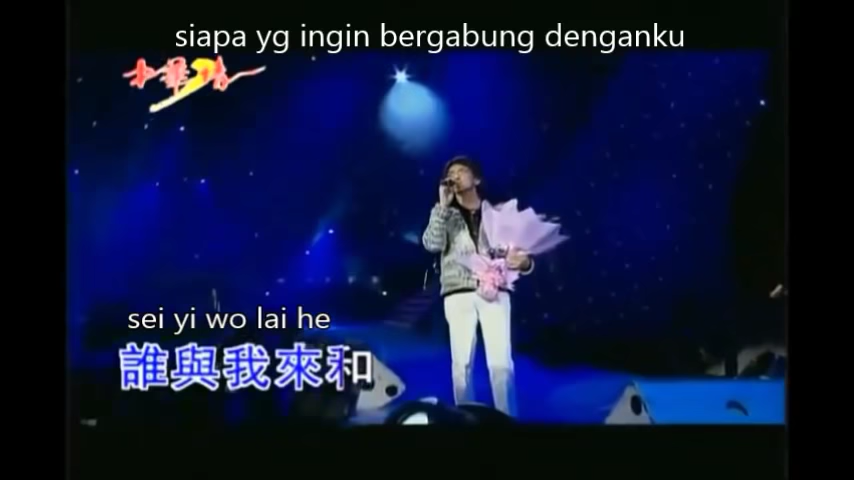 siapa yg ingin bergabung denganku
sei yi wo lai he
誰與我來和